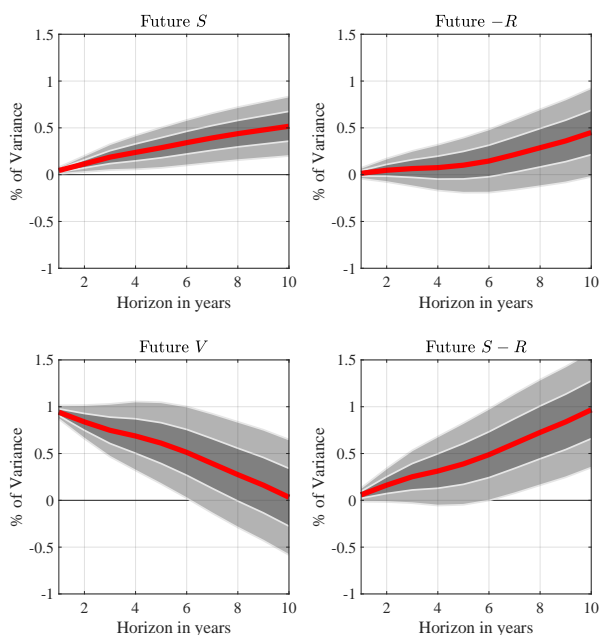 Future S
Future −R
1.5
1
0.5
0
-0.5
-1
% of Variance
2 4 6 8 10
Horizon in years
1.5
1
0.5
0
-0.5
-1
% of Variance
2 4 6 8 10
Horizon in years
Future V
Future S − R
1.5
1
0.5
0
-0.5
-1
% of Variance
2 4 6 8 10
Horizon in years
1.5
1
0.5
0
-0.5
-1
% of Variance
2 4 6 8 10
Horizon in years